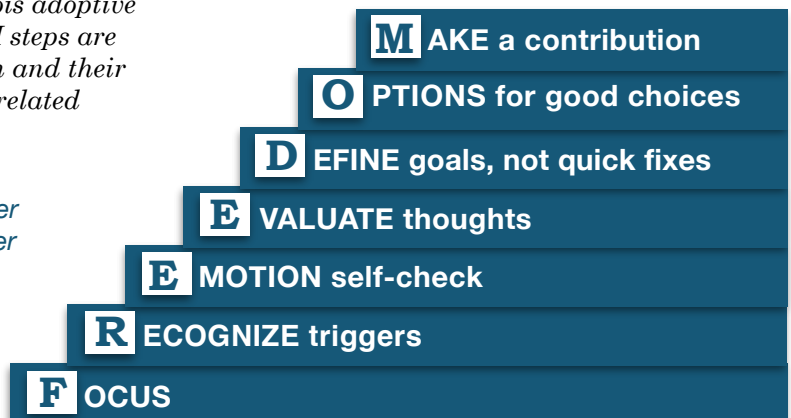 ois adoptive
steps are
and their
related
er
er
MAKE a contribution
OPTIONS for good choices
DEFINE goals, not quick fixes
EVALUATE thoughts
EMOTION self-check
RECOGNIZE triggers
FOCUS